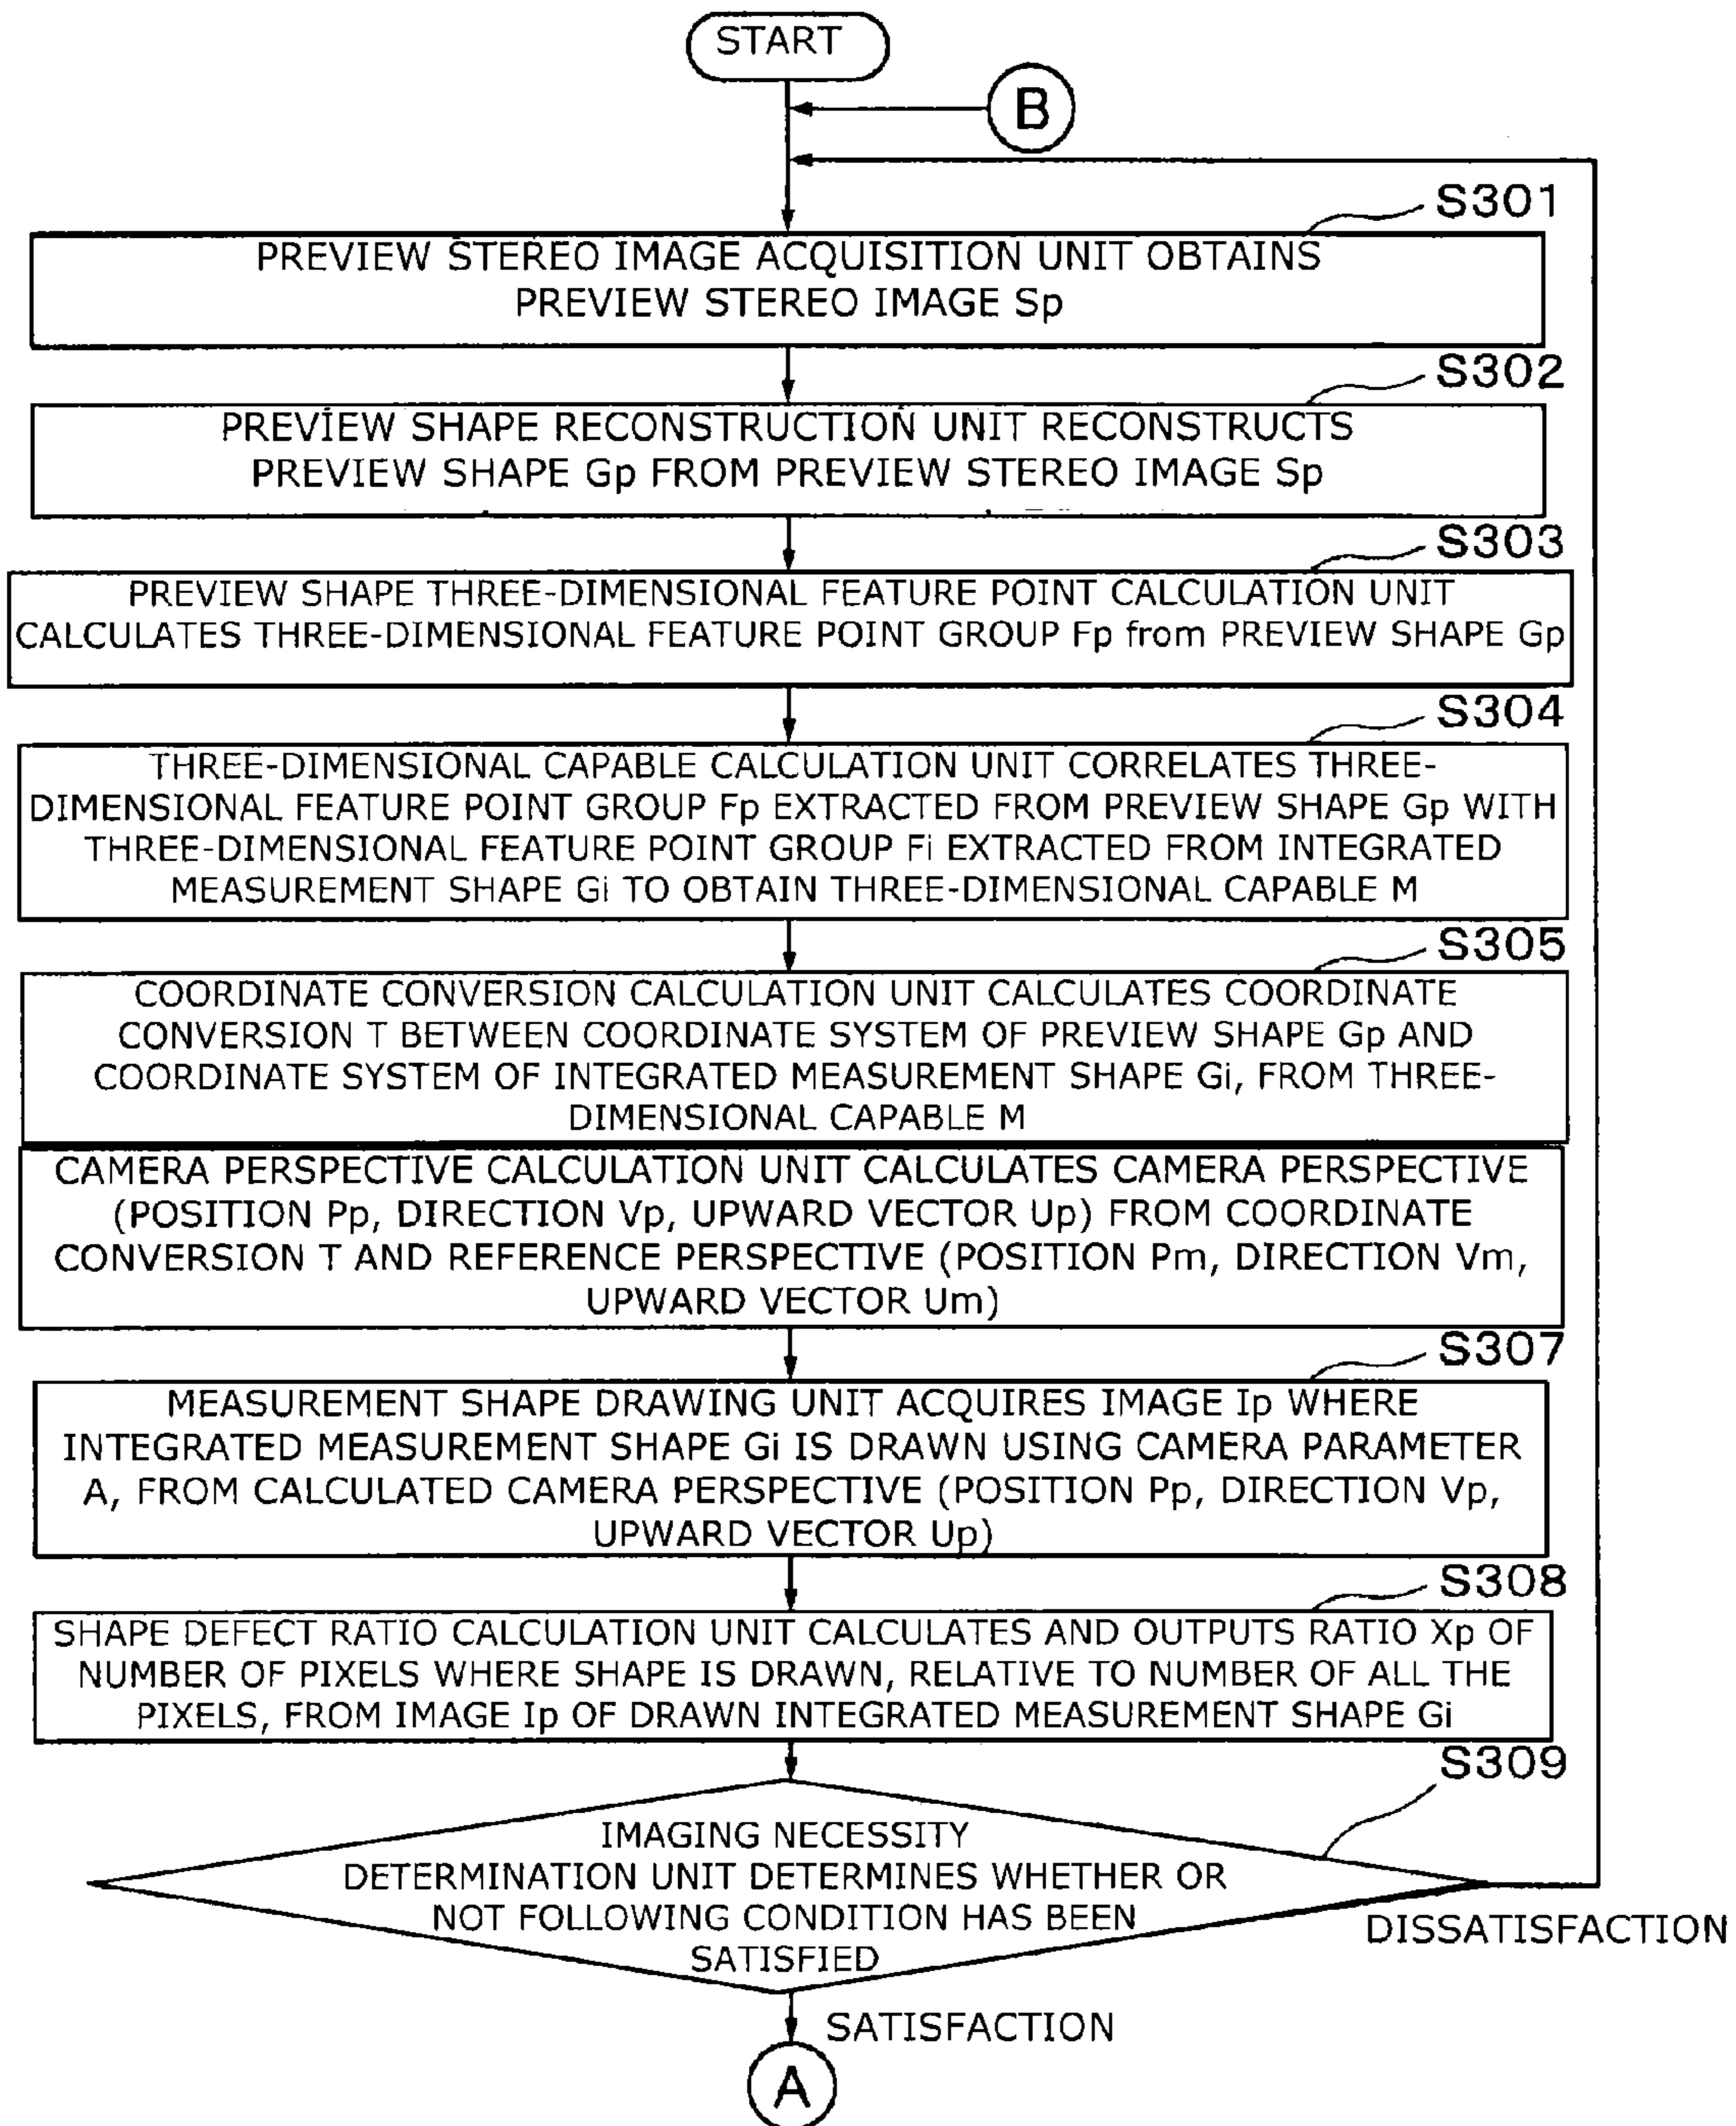 START
B
S301
PREVIEW STEREO IMAGE ACQUISITION UNIT OBTAINS
PREVIEW STEREO IMAGE Sp
S302
PREVIEW SHAPE RECONSTRUCTION UNIT RECONSTRUCTS
PREVIEW SHAPE Gp FROM PREVIEW STEREO IMAGE Sp
S303
PREVIEW SHAPE THREE-DIMENSIONAL FEATURE POINT CALCULATION UNIT
CALCULATES THREE-DIMENSIONAL FEATURE POINT GROUP Fp from PREVIEW SHAPE Gp
S304
THREE-DIMENSIONAL CAPABLE CALCULATION UNIT CORRELATES THREE-
DIMENSIONAL FEATURE POINT GROUP Fp EXTRACTED FROM PREVIEW SHAPE Gp WITH
THREE-DIMENSIONAL FEATURE POINT GROUP Fi EXTRACTED FROM INTEGRATED
MEASUREMENT SHAPE Gi TO OBTAIN THREE-DIMENSIONAL CAPABLE M
S305
COORDINATE CONVERSION CALCULATION UNIT CALCULATES COORDINATE
CONVERSION T BETWEEN COORDINATE SYSTEM OF PREVIEW SHAPE Gp AND
COORDINATE SYSTEM OF INTEGRATED MEASUREMENT SHAPE Gi, FROM THREE-
DIMENSIONAL CAPABLE M
CAMERA PERSPECTIVE CALCULATION UNIT CALCULATES CAMERA PERSPECTIVE
(POSITION Pp, DIRECTION Vp, UPWARD VECTOR Up) FROM COORDINATE
CONVERSION T AND REFERENCE PERSPECTIVE (POSITION Pm, DIRECTION Vm,
UPWARD VECTOR Um)
S307
MEASUREMENT SHAPE DRAWING UNIT ACQUIRES IMAGE Ip WHERE
INTEGRATED MEASUREMENT SHAPE Gi IS DRAWN USING CAMERA PARAMETER
A, FROM CALCULATED CAMERA PERSPECTIVE (POSITION Pp, DIRECTION Vp,
UPWARD VECTOR Up)
S308
SHAPE DEFECT RATIO CALCULATION UNIT CALCULATES AND OUTPUTS RATIO Xp OF
NUMBER OF PIXELS WHERE SHAPE IS DRAWN, RELATIVE TO NUMBER OF ALL THE
PIXELS, FROM IMAGE Ip OF DRAWN INTEGRATED MEASUREMENT SHAPE Gi
S309
IMAGING NECESSITY
DETERMINATION UNIT DETERMINES WHETHER OR
NOT FOLLOWING CONDITION HAS BEEN
SATISFIED
DISSATISFACTION
SATISFACTION
A